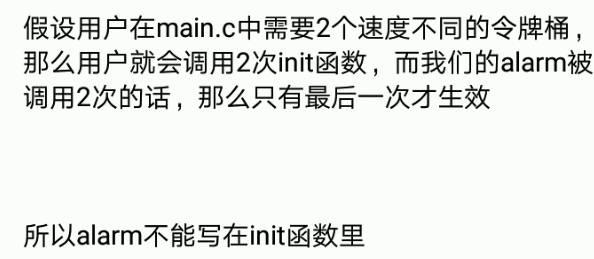 假设用户在main.c中需要2个速度不同的令牌桶，
那么用户就会调用2次init函数，而我们的alarm被
调用2次的话，那么只有最后一次才生效
所以alarm不能写在init函数里